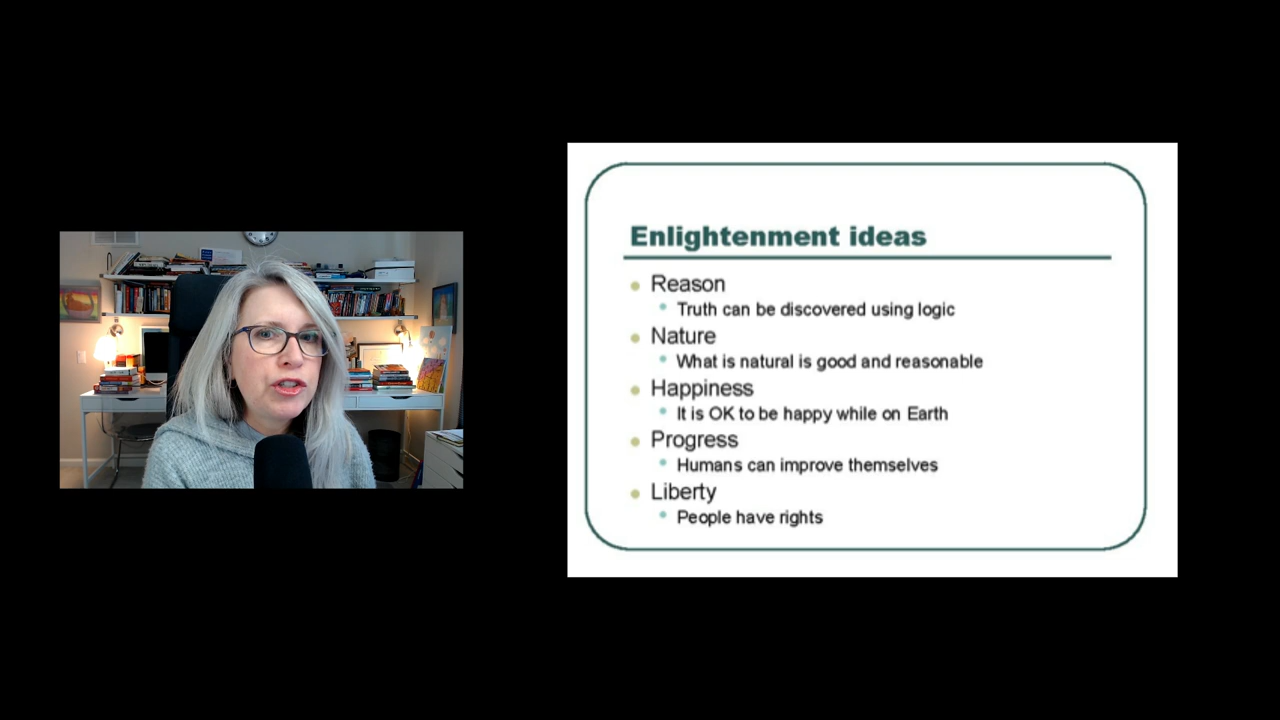 Enlightenment ideas
Reason
Truth can be discovered using logic
Nature
What is natural is good and reasonable
Happiness
It is OK to be happy while on Earth
Progress
Humans can improve themselves
Liberty
People have rights